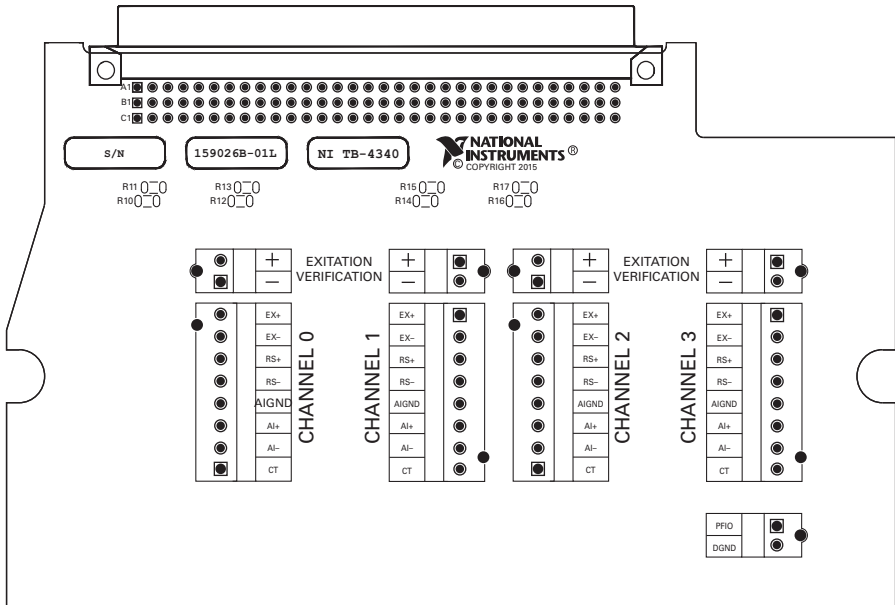 A1
B1
C1
S/N
159026B-01L
NI TB-4340
NATIONAL
INSTRUMENTS ®
© COPYRIGHT 2015
R11
R10
R13
R12
R15
R14
R17
R16
+
−
EXITATION
VERIFICATION
+
−
+
−
EXITATION
VERIFICATION
+
−
EX+
EX−
RS+
RS−
AIGND
AI+
AI−
CT
CHANNEL 0
CHANNEL 1
EX+
EX−
RS+
RS−
AIGND
AI+
AI−
CT
EX+
EX−
RS+
RS−
AIGND
AI+
AI−
CT
CHANNEL 2
CHANNEL 3
EX+
EX−
RS+
RS−
AIGND
AI+
AI−
CT
PFIO
DGND